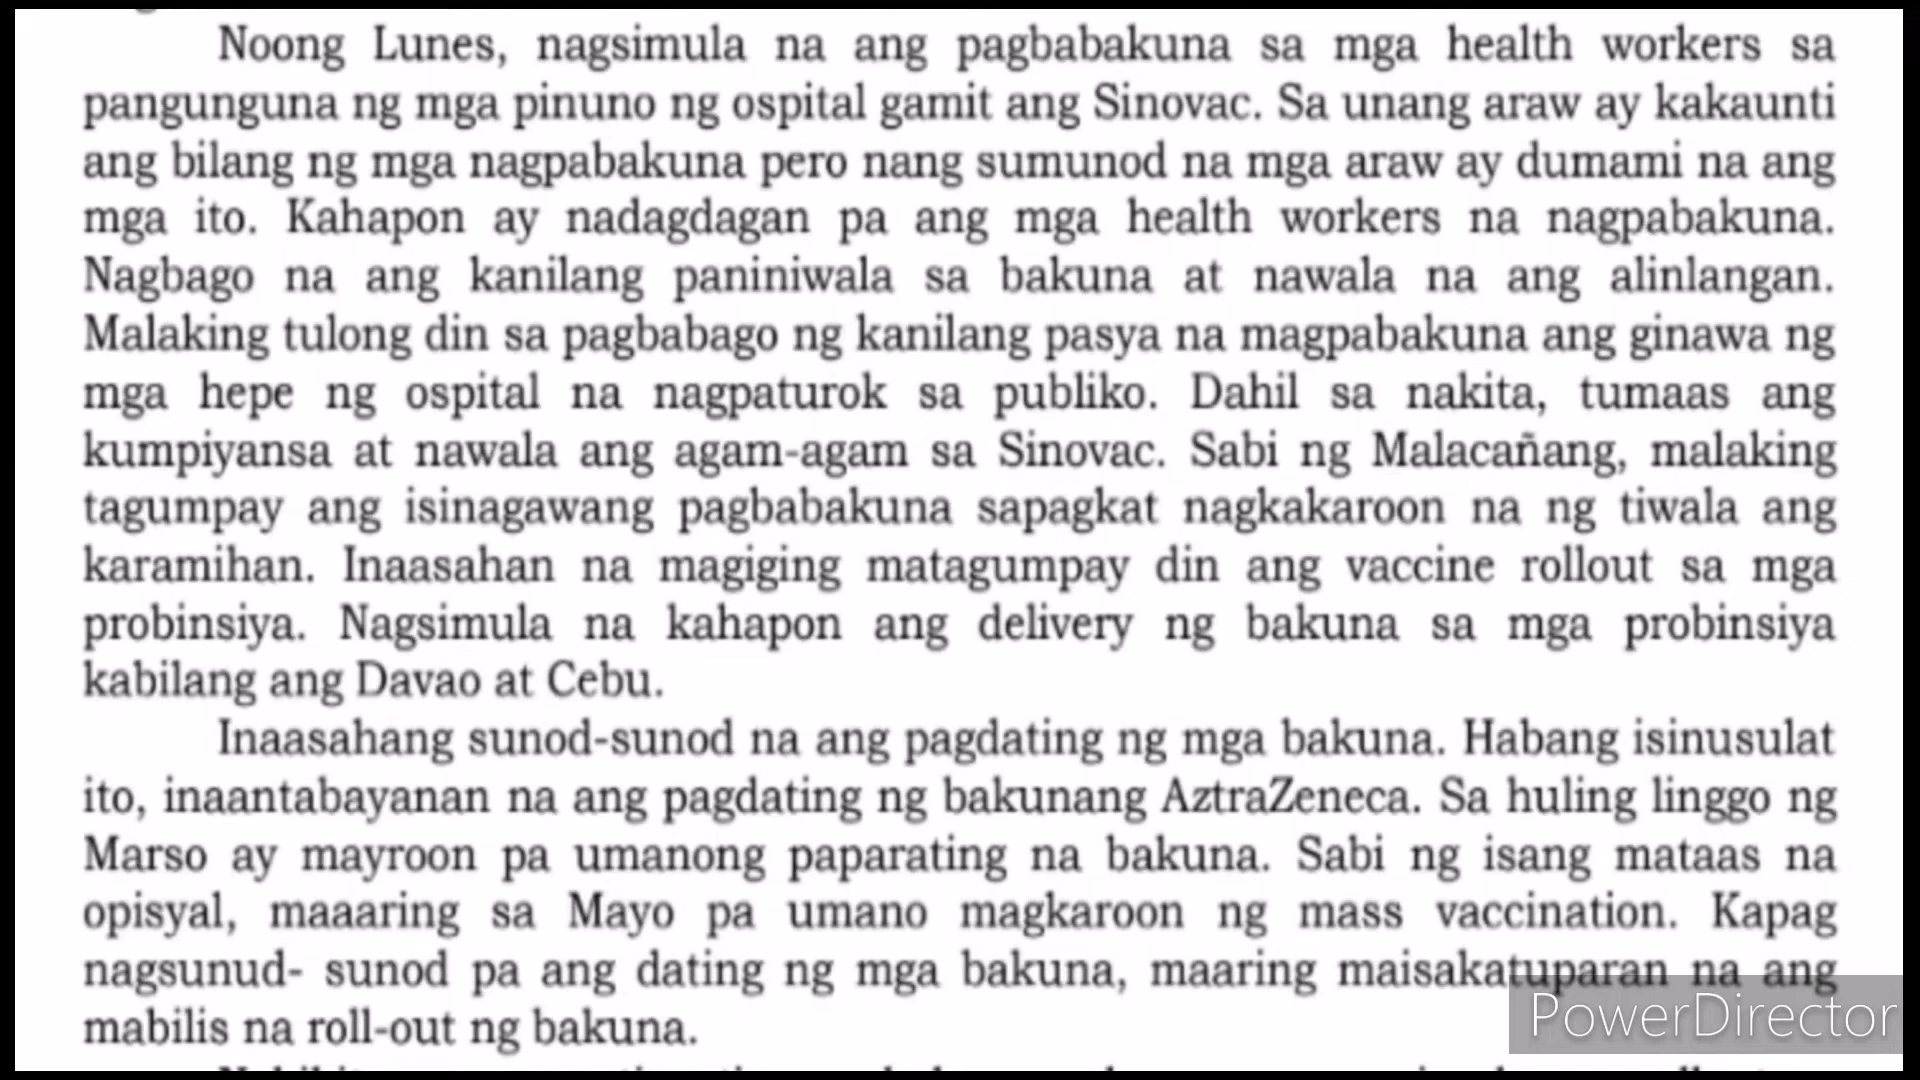 Noong Lunes, nagsimula na ang pagbabakuna sa mga health workers sa
pangunguna ng mga pinuno ng ospital gamit ang Sinovac. Sa unang araw ay kakaunti
ang bilang ng mga nagpabakuna pero nang sumunod na mga araw ay dumami na ang
mga ito. Kahapon ay nadagdagan pa ang mga health workers na nagpabakuna.
Nagbago na ang kanilang paniniwala sa bakuna at nawala na ang alinlangan.
Malaking tulong din sa pagbabago ng kanilang pasya na magpabakuna ang ginawa ng
mga hepe ng ospital na nagpaturok sa publiko. Dahil sa nakita, tumaas ang
kumpiyansa at nawala ang agam-agam sa Sinovac. Sabi ng Malacañang, malaking
tagumpay ang isinagawang pagbabakuna sapagkat nagkakaroon na ng tiwala ang
karamihan. Inaasahan na magiging matagumpay din ang vaccine rollout sa mga
probinsiya. Nagsimula na kahapon ang delivery ng bakuna sa mga probinsiya
kabilang ang Davao at Cebu.
Inaasahang sunod-sunod na ang pagdating ng mga bakuna. Habang isinusulat
ito, inaantabayanan na ang pagdating ng bakunang AztraZeneca. Sa huling linggo ng
Marso ay mayroon pa umanong paparating na bakuna. Sabi ng isang mataas na
opisyal, maaaring sa Mayo pa umano magkaroon ng mass vaccination. Kapag
nagsunud- sunod pa ang dating ng mga bakuna, maaring maisakatuparan na ang
mabilis na roll-out ng bakuna.
PowerDirector